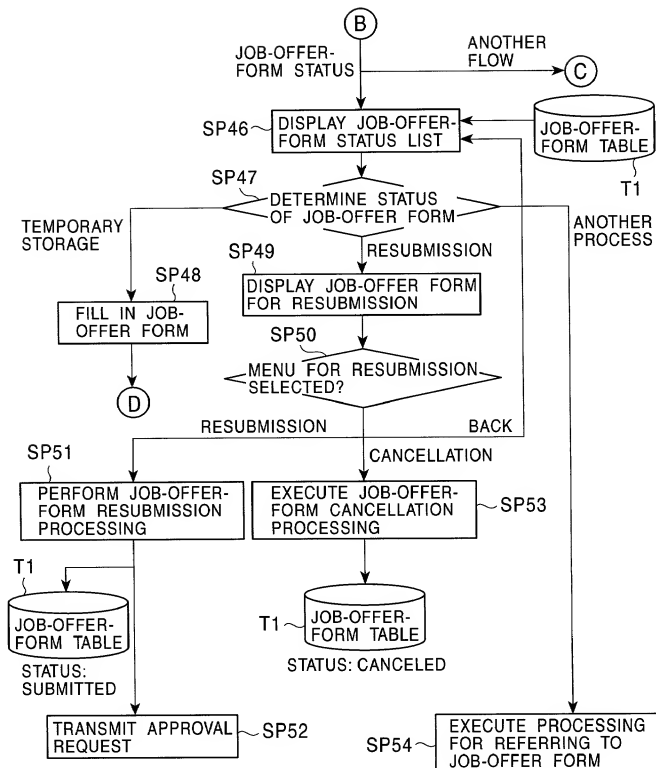 B
JOB-OFFER-
FORM STATUS
ANOTHER
FLOW
C
SP46
DISPLAY JOB-OFFER-
FORM STATUS LIST
JOB-OFFER-
FORM TABLE
T1
SP47
DETERMINE STATUS
OF JOB-OFFER FORM
TEMPORARY
STORAGE
ANOTHER
PROCESS
RESUBMISSION
SP49
DISPLAY JOB-OFFER FORM
FOR RESUBMISSION
SP48
FILL IN JOB-
OFFER FORM
D
SP50
MENU FOR RESUBMISSION
SELECTED?
RESUBMISSION
BACK
CANCELLATION
SP51
PERFORM JOB-OFFER-
FORM RESUBMISSION
PROCESSING
EXECUTE JOB-OFFER-
FORM CANCELLATION
PROCESSING
SP53
T1
JOB-OFFER-
FORM TABLE
STATUS:
SUBMITTED
T1
JOB-OFFER-
FORM TABLE
STATUS: CANCELED
TRANSMIT APPROVAL
REQUEST
SP52
SP54
EXECUTE PROCESSING
FOR REFERRING TO
JOB-OFFER FORM